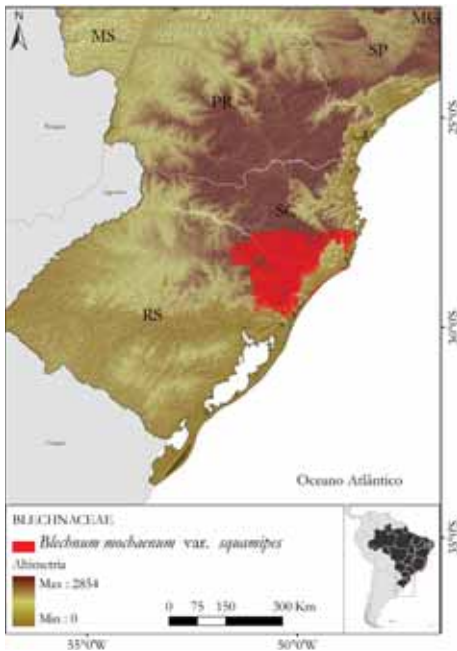 N
MS
MG
SP
PR
25°0'S
SC
RS
30°0'S
Oceano Atlântico
BLECHNACEAE
Blechnum mochaenum var. squamipes
Altimetria
Max : 2854
Min : 0
0 75 150 300 Km
35°0'S
55°0'W 50°0'W